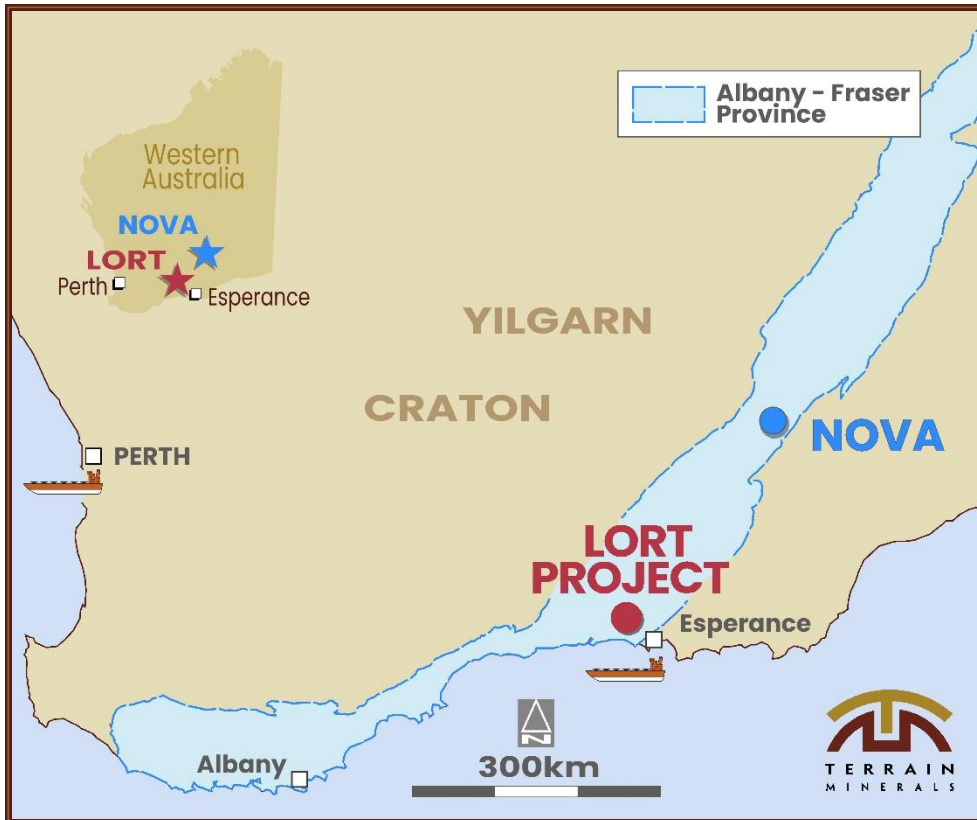 Albany - Fraser
Province
Western
Australia
NOVA
LORT
Perth
Esperance
YILGARN
CRATON
PERTH
NOVA
LORT
PROJECT
Esperance
Albany
N
300km
TERRAIN
MINERALS